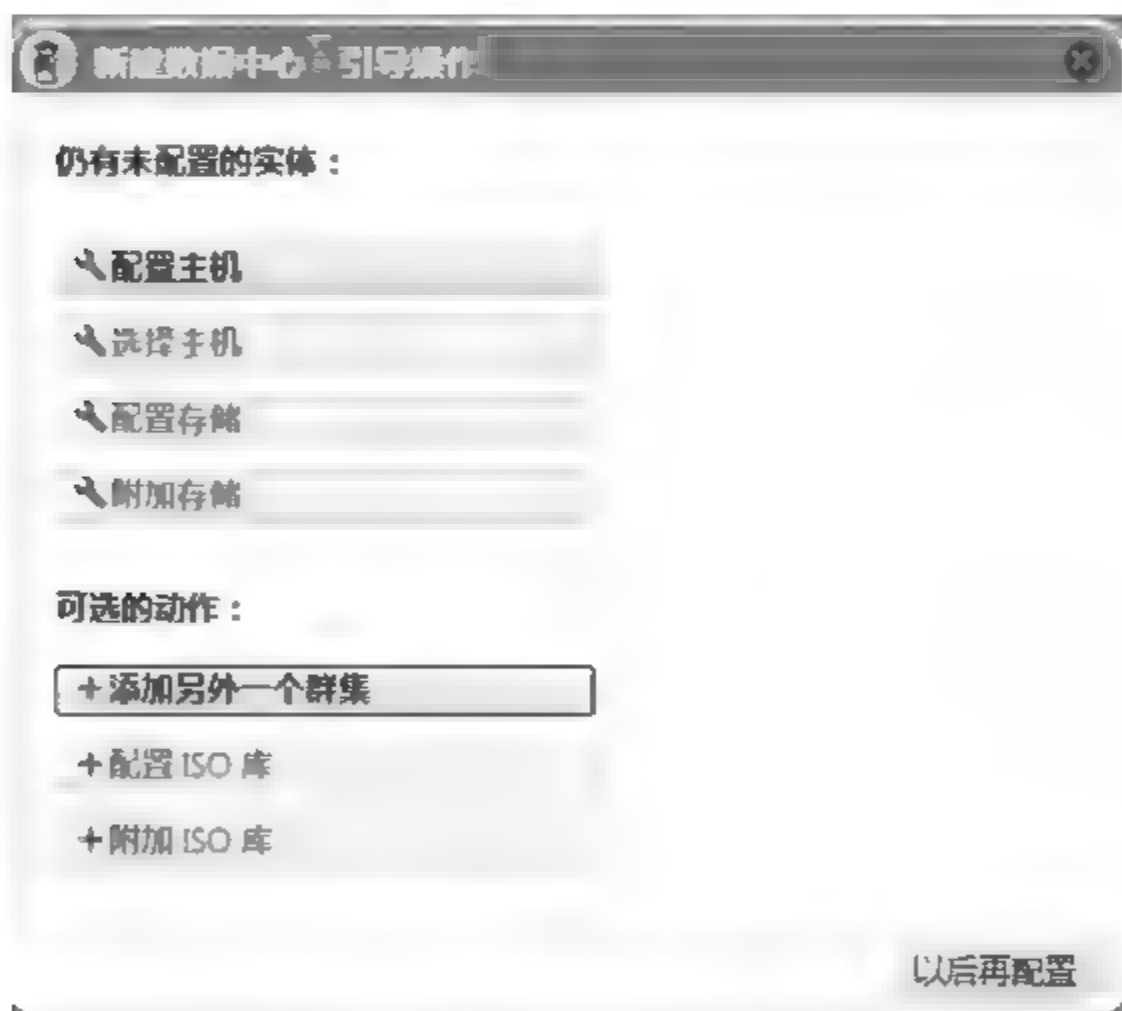 新建数据中心 - 引导操作
仍有未配置的实体：
配置主机
选择主机
配置存储
附加存储
可选的动作：
+添加另外一个群集
+配置 ISO 库
+附加 ISO 库
以后再配置